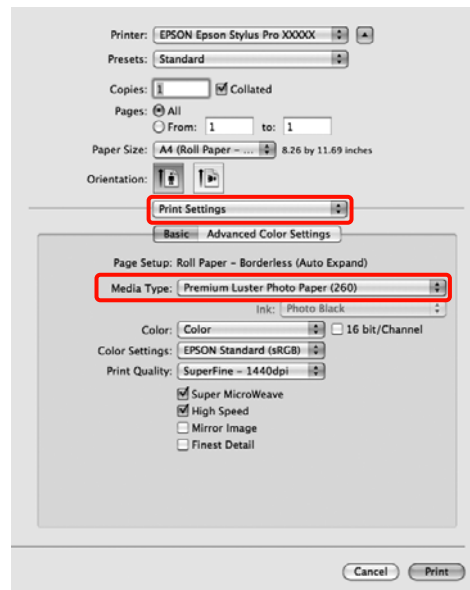 Printer: EPSON Epson Stylus Pro XXXXX
Presets: Standard
Copies: 1 Collated
Pages: All
From: 1 to: 1
Paper Size: A4 (Roll Paper – ... 8.26 by 11.69 inches
Orientation:
Print Settings
Basic Advanced Color Settings
Page Setup: Roll Paper – Borderless (Auto Expand)
Media Type: Premium Luster Photo Paper (260)
Ink: Photo Black
Color: Color 16 bit/Channel
Color Settings: EPSON Standard (sRGB)
Print Quality: SuperFine – 1440dpi
Super MicroWeave
High Speed
Mirror Image
Finest Detail
Cancel Print